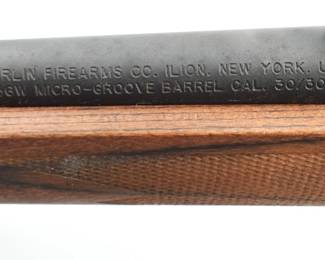 RLIN FIREARMS CO. ILION, NEW YORK, U
GW MICRO-GROOVE BARREL CAL. 30/30